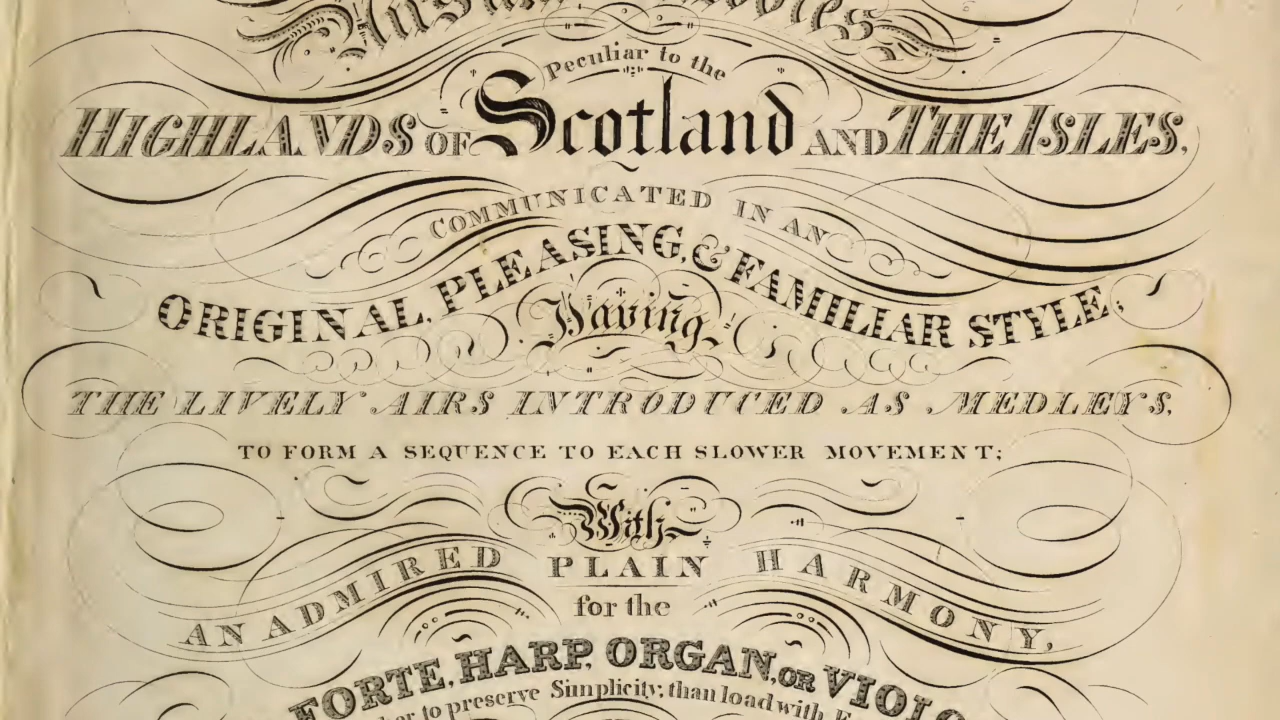 Peculiar to the
HIGHLANDS OF Scotland AND THE ISLES,
COMMUNICATED IN AN
ORIGINAL, PLEASING, & FAMILIAR STYLE;
Having
THE LIVELY AIRS INTRODUCED AS MEDLEYS,
TO FORM A SEQUENCE TO EACH SLOWER MOVEMENT;
With
AN ADMIRED PLAIN HARMONY,
for the
FORTE, HARP, ORGAN, OR
to preserve Simplicity, than load with